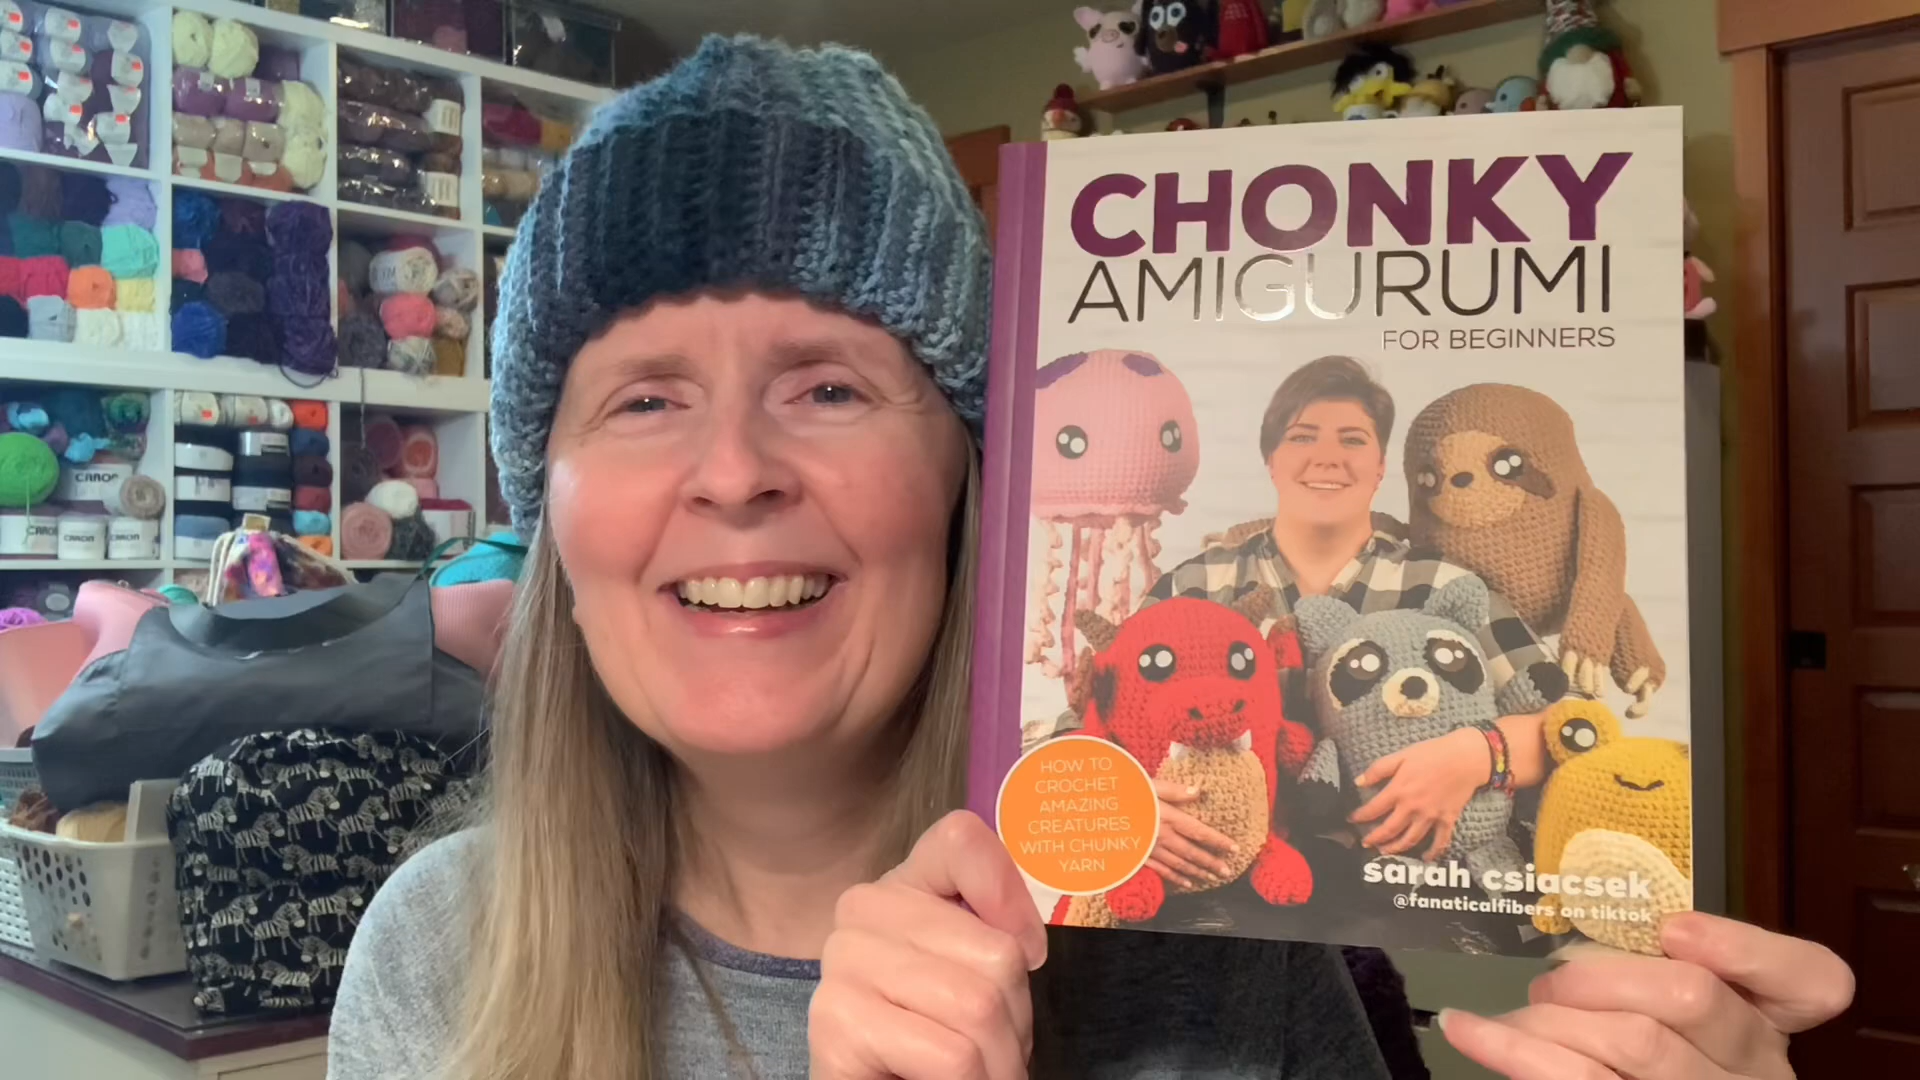 CHONKY
AMIGURUMI
FOR BEGINNERS
HOW TO
CROCHET
AMAZING
CREATURES
WITH CHUNKY
YARN
sarah csiacsek
@fanaticalfibers on tiktok
CARON
CARON
CARON